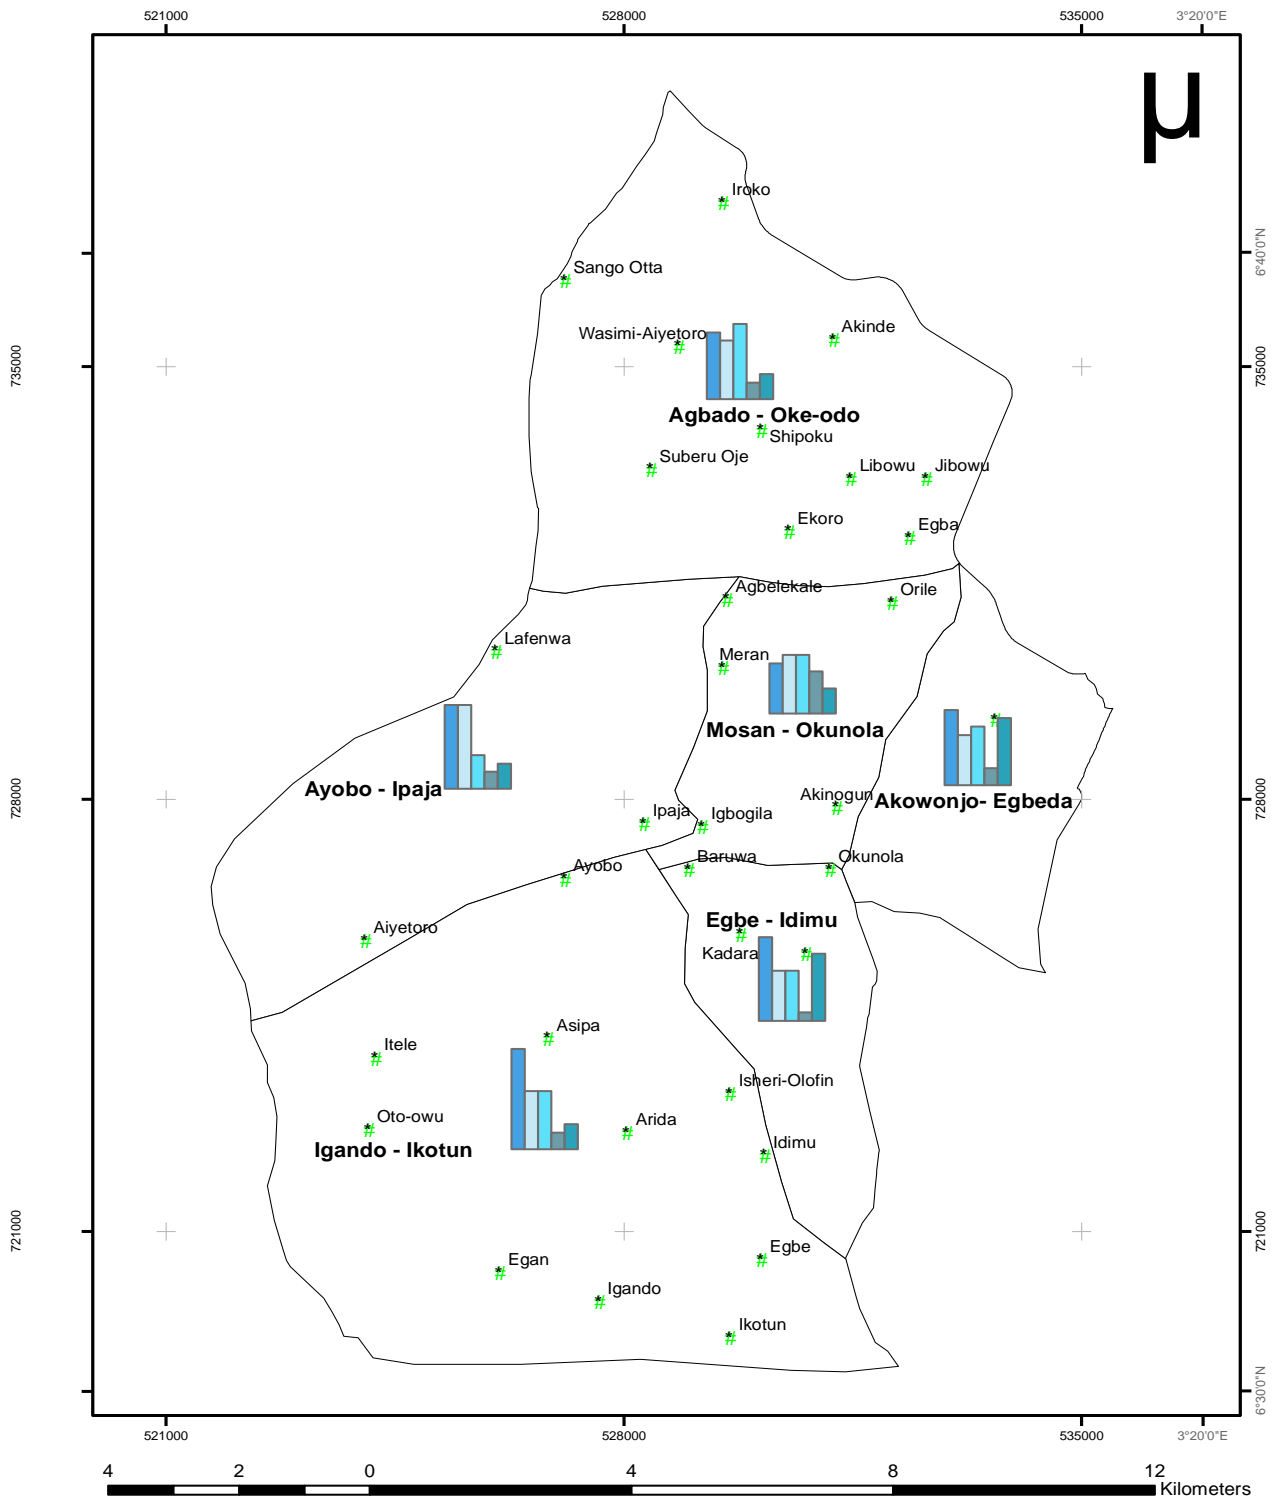 521000 528000 535000 3°20'0"E
µ
Iroko
6°40'0"N
Sango Otta
Akinde
Wasimi-Aiyetoro
735000
735000
Agbado - Oke-odo
Shipoku
Suberu Oje
Libowu
Jibowu
Ekoro
Egba
Agbelekale
Orile
Lafenwa
Meran
Mosan - Okunola
Ayobo - Ipaja
Akinogun
Akowonjo- Egbeda
728000
728000
Ipaja
Igbogila
Baruwa
Okunola
Ayobo
Egbe - Idimu
Aiyetoro
Kadara
Asipa
Itele
Isheri-Olofin
Oto-owu
Arida
Igando - Ikotun
Idimu
721000
721000
Egbe
Egan
Igando
Ikotun
6°30'0"N
521000 528000 535000 3°20'0"E
4 2 0 4 8 12
Kilometers